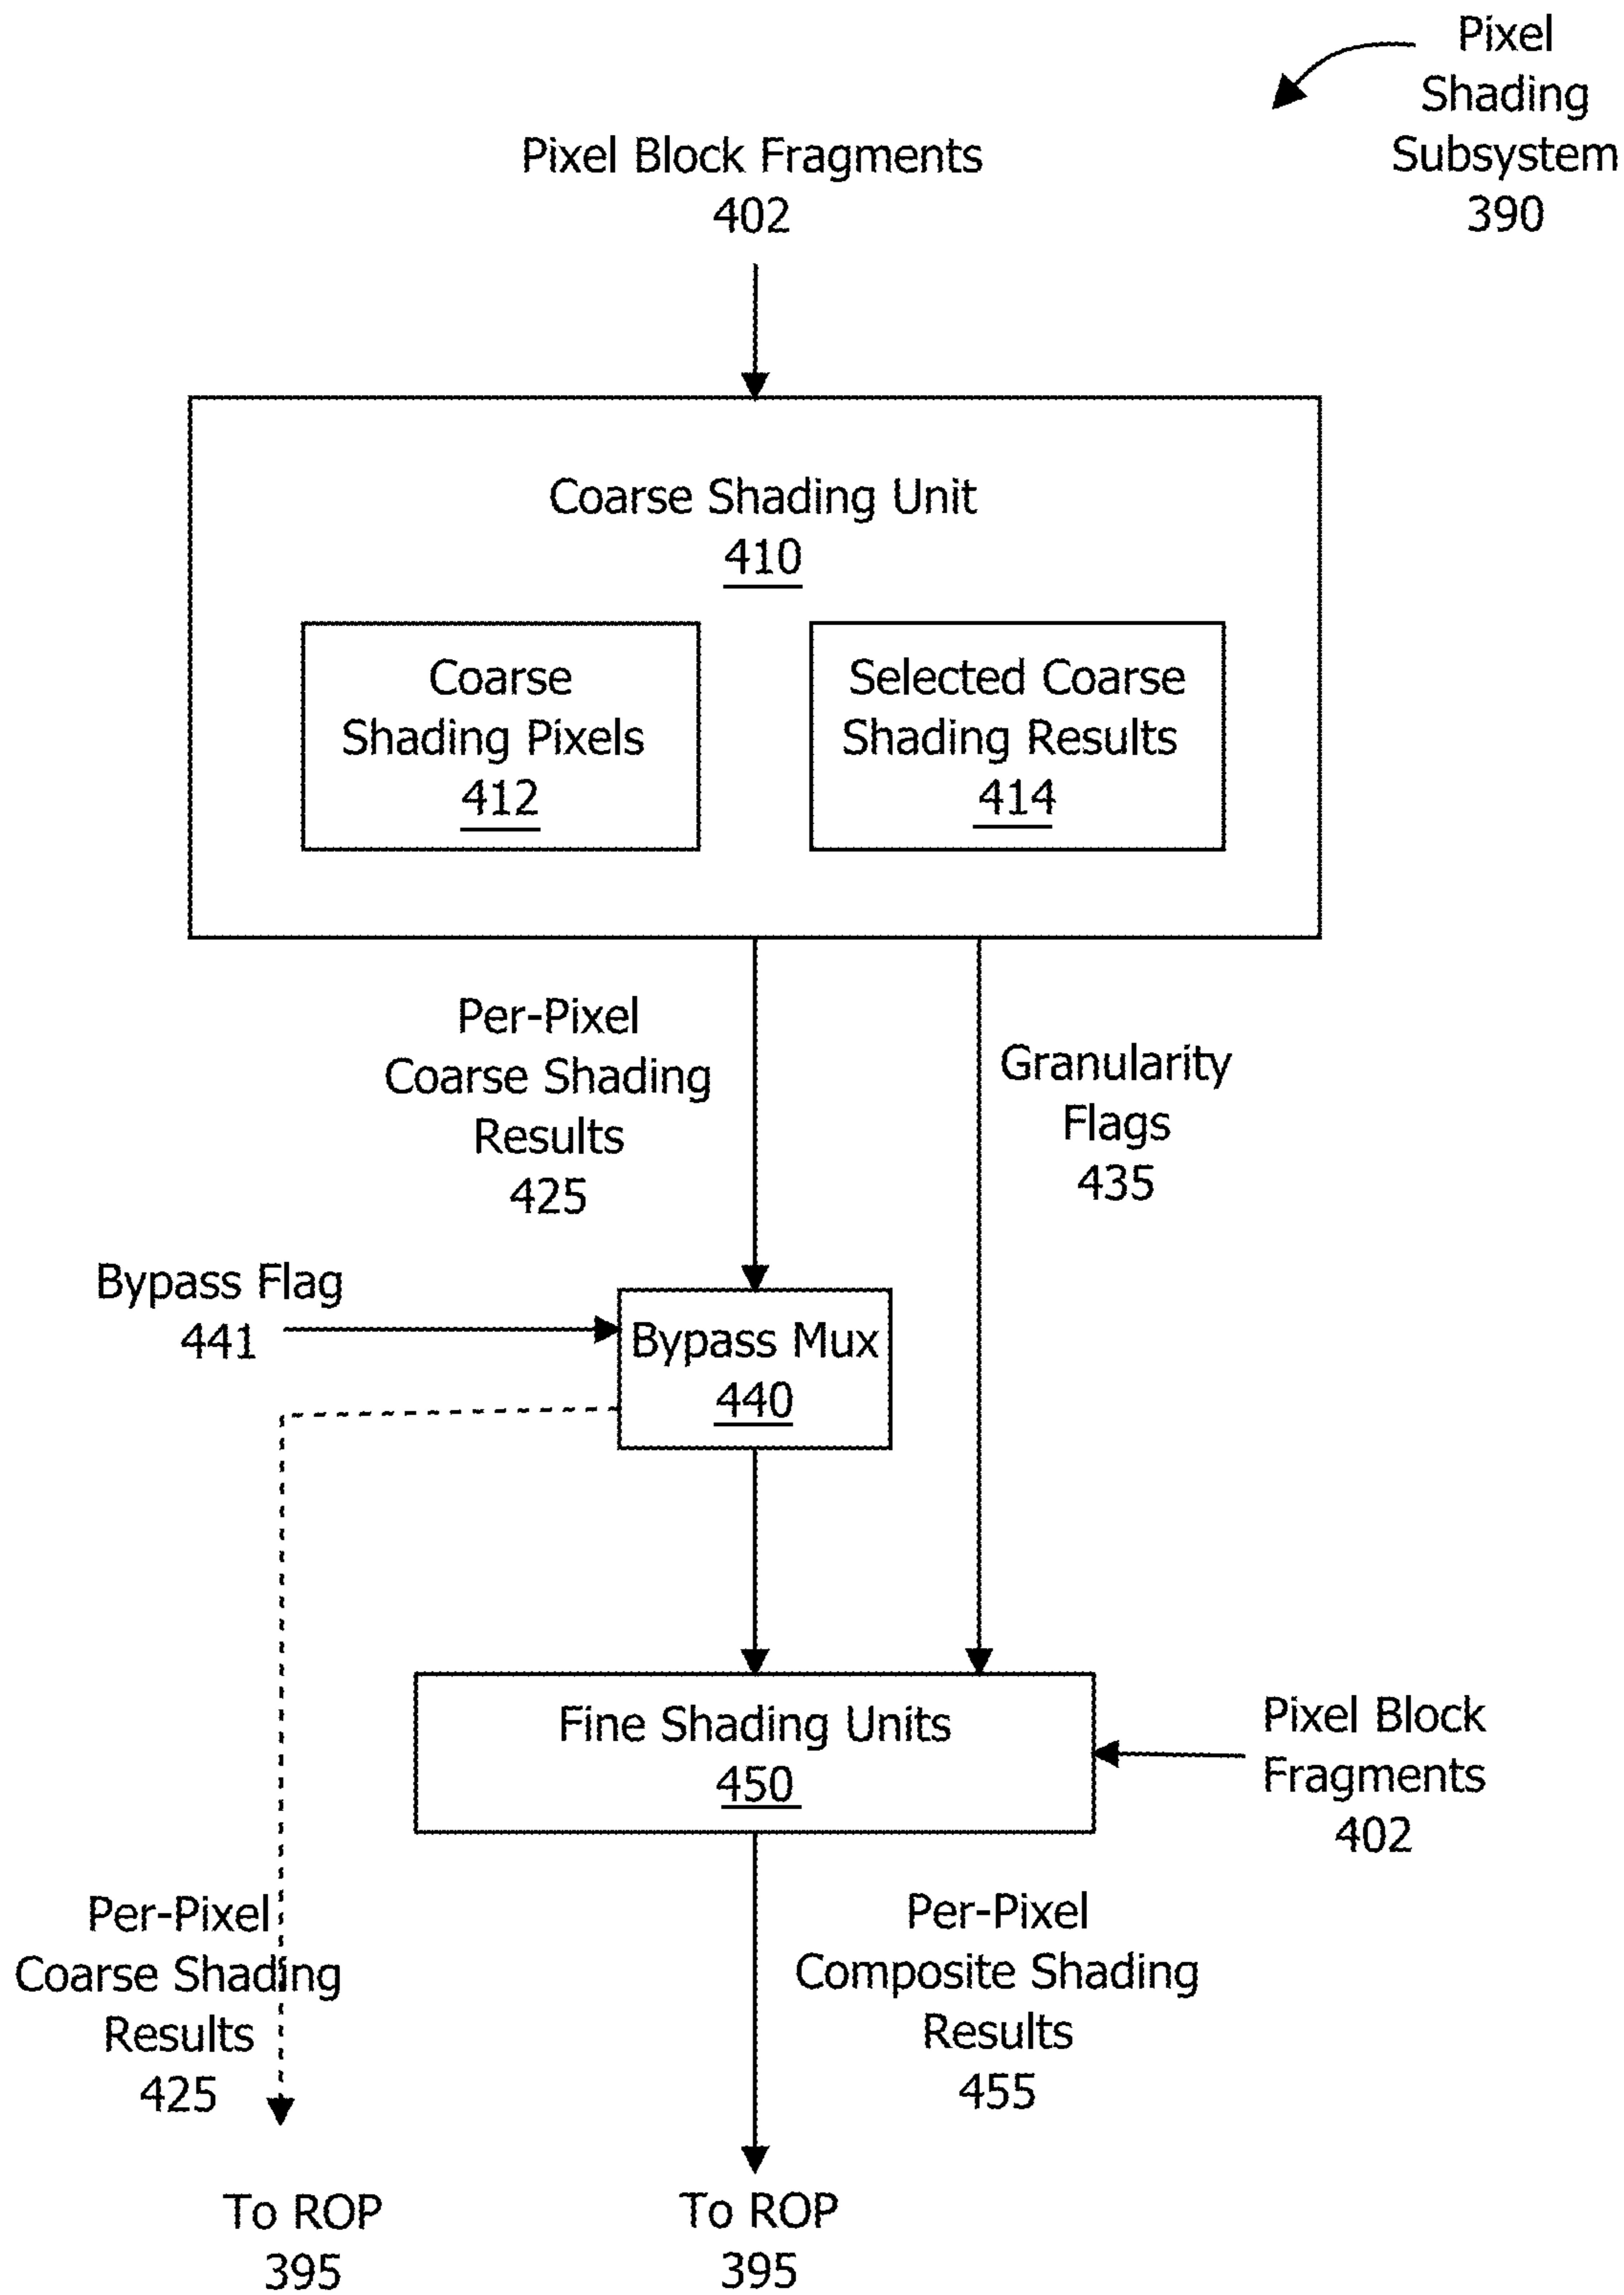 Pixel
Shading
Subsystem
390
Pixel Block Fragments
402
Coarse Shading Unit
410
Coarse
Shading Pixels
412
Selected Coarse
Shading Results
414
Per-Pixel
Coarse Shading
Results
425
Granularity
Flags
435
Bypass Flag
441
Bypass Mux
440
Fine Shading Units
450
Pixel Block
Fragments
402
Per-Pixel
Coarse Shading
Results
425
Per-Pixel
Composite Shading
Results
455
To ROP
395
To ROP
395